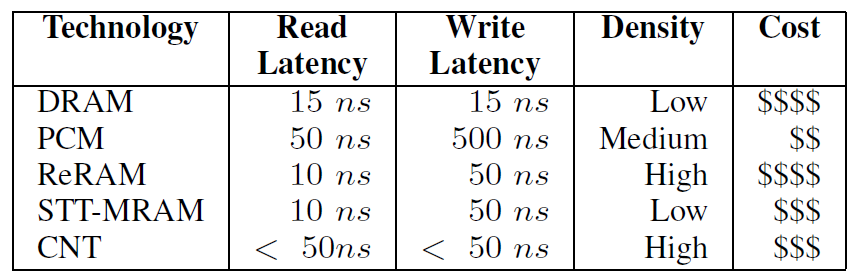 Technology Read Latency Write Latency Density Cost
DRAM 15 ns 15 ns Low $$$$
PCM 50 ns 500 ns Medium $$
ReRAM 10 ns 50 ns High $$$$
STT-MRAM 10 ns 50 ns Low $$$
CNT < 50ns < 50 ns High $$$